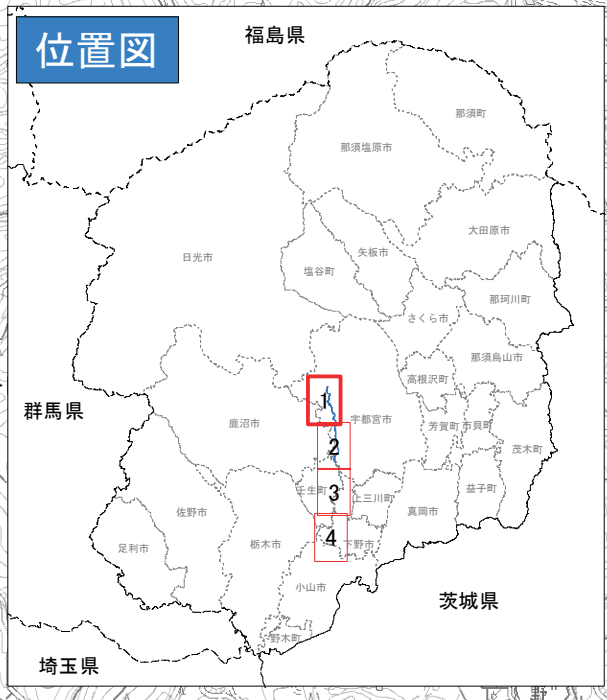 位置図
福島県
那須町
那須塩原市
大田原市
矢板市
日光市
塩谷町
那珂川町
さくら市
那須烏山市
高根沢町
1
群馬県
鹿沼市
宇都宮市
芳賀町
市貝町
茂木町
2
壬生町
3
上三川町
益子町
真岡市
佐野市
栃木市
4
下野市
足利市
小山市
茨城県
野木町
埼玉県